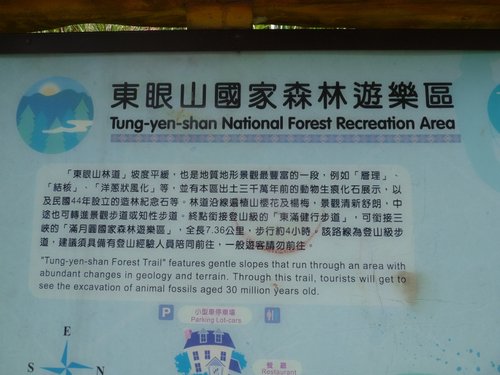 東眼山國家森林遊樂區
Tung-yen-shan National Forest Recreation Area
「東眼山林道」坡度平緩，也是地質地形景觀最豐富的一段，例如「層理」、
「結核」、「洋蔥狀風化」等，並有本區出土三千萬年前的動物生痕化石展示，以
及民國44年設立的造林紀念石等。林道沿線遍植山櫻花及楊梅，景觀清新舒朗，中
途也可轉進景觀步道或知性步道。終點銜接登山級的「東滿健行步道」，可銜接三
峽的「滿月圓國家森林遊樂區」，全長7.36公里，步行約4小時，該路線為登山級步
道，建議須具備有登山經驗人員陪同前往，一般遊客請勿前往。
"Tung-yen-shan Forest Trail" features gentle slopes that run through an area with
abundant changes in geology and terrain. Through this trail, tourists will get to
see the excavation of animal fossils aged 30 million years old.
P 小型車停車場
Parking Lot-cars
E
S
N
餐廳
Restaurant